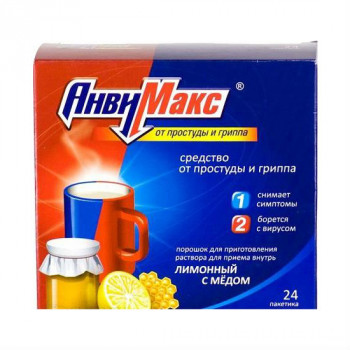 АнвиМакс ®
от простуды и гриппа
средство
от простуды и гриппа
1 снимает
симптомы
2 борется
с вирусом
порошок для приготовления
раствора для приема внутрь
ЛИМОННЫЙ
С МЁДОМ
24
пакетика